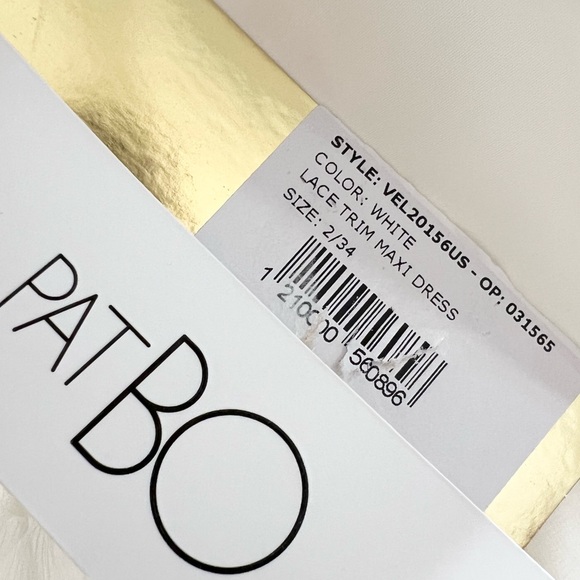 STYLE: VEL20156US - OP: 031565
COLOR: WHITE
LACE TRIM MAXI DRESS
SIZE: 2/34
1 210000 560896
PATBO